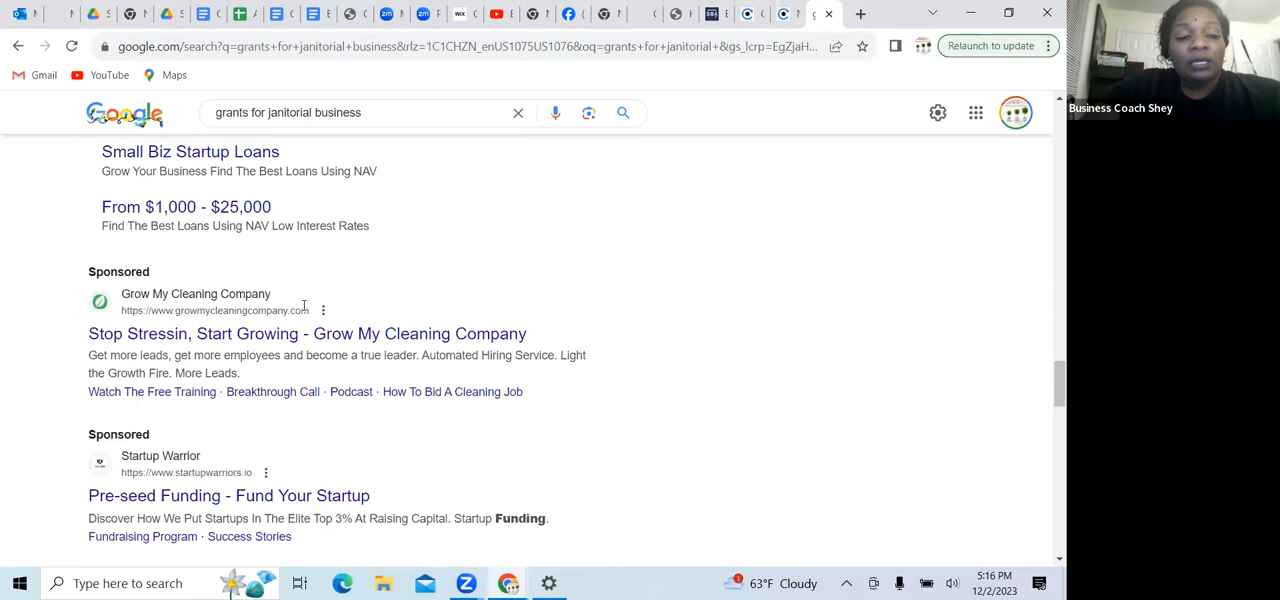 google.com/search?q=grants+for+janitorial+business&rlz=1C1CHZN_enUS1075US1076&oq=grants+for+janitorial+&gs_lcrp=EgZjaH...
Relaunch to update
Gmail
YouTube
Maps
Business Coach Shey
Google
grants for janitorial business
Small Biz Startup Loans
Grow Your Business Find The Best Loans Using NAV
From $1,000 - $25,000
Find The Best Loans Using NAV Low Interest Rates
Sponsored
Grow My Cleaning Company
https://www.growmycleaningcompany.com
Stop Stressin, Start Growing - Grow My Cleaning Company
Get more leads, get more employees and become a true leader. Automated Hiring Service. Light
the Growth Fire. More Leads.
Watch The Free Training · Breakthrough Call · Podcast · How To Bid A Cleaning Job
Sponsored
Startup Warrior
https://www.startupwarriors.io
Pre-seed Funding - Fund Your Startup
Discover How We Put Startups In The Elite Top 3% At Raising Capital. Startup Funding.
Fundraising Program · Success Stories
Type here to search
63°F Cloudy
5:16 PM
12/2/2023